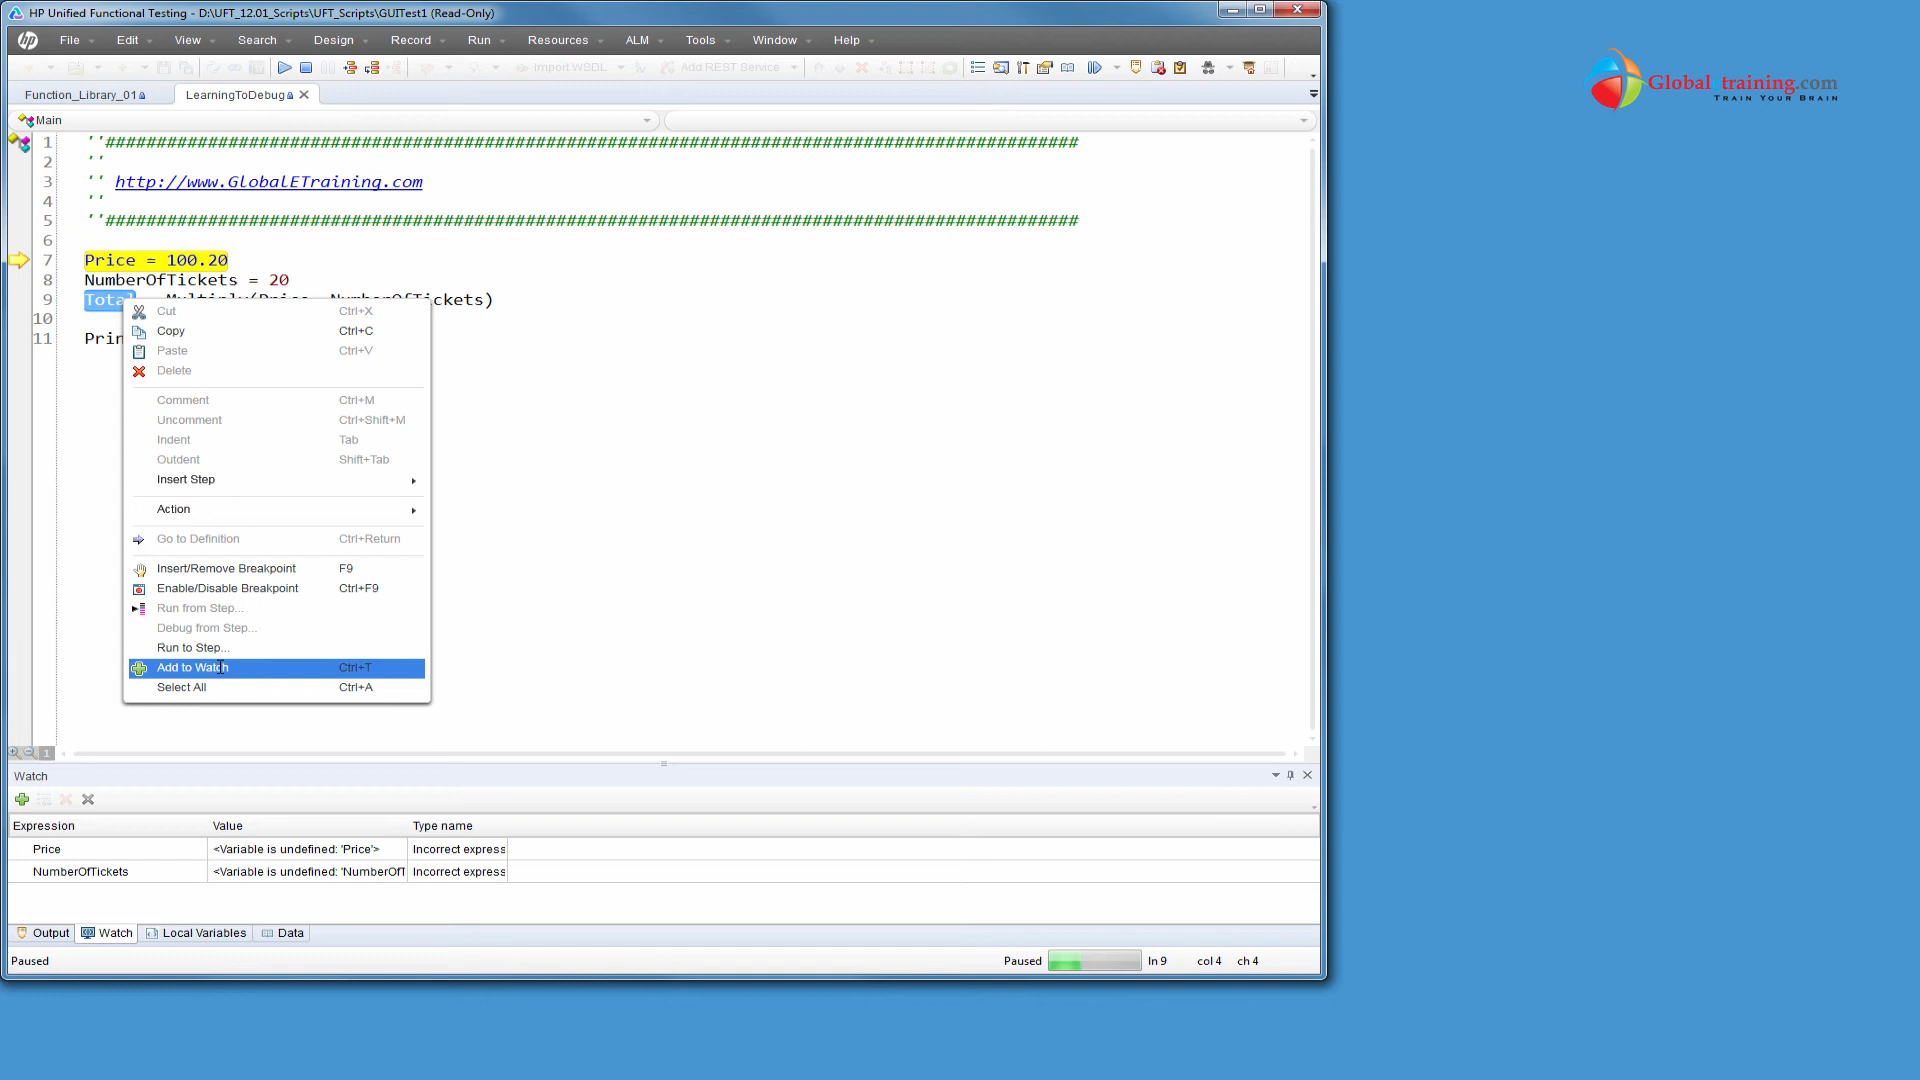 HP Unified Functional Testing - D:\UFT_12.01_Scripts\UFT_Scripts\GUITest1 (Read-Only)
File Edit View Search Design Record Run Resources ALM Tools Window Help
Import WSDL Add REST Service
Function_Library_01 LearningToDebug
Main
1 ''##################################################################################################
2 ''
3 '' http://www.GlobalETraining.com
4 ''
5 ''##################################################################################################
6
7 Price = 100.20
8 NumberOfTickets = 20
9 Total Multiply(Price NumberOfTickets)
10
11 Prin
Cut Ctrl+X
Copy Ctrl+C
Paste Ctrl+V
Delete
Comment Ctrl+M
Uncomment Ctrl+Shift+M
Indent Tab
Outdent Shift+Tab
Insert Step
Action
Go to Definition Ctrl+Return
Insert/Remove Breakpoint F9
Enable/Disable Breakpoint Ctrl+F9
Run from Step...
Debug from Step...
Run to Step...
Add to Watch Ctrl+T
Select All Ctrl+A
1
Watch
Expression Value Type name
Price <Variable is undefined: 'Price'> Incorrect express
NumberOfTickets <Variable is undefined: 'NumberOfT Incorrect express
Output Watch Local Variables Data
Paused Paused ln 9 col 4 ch 4
Global training.com
TRAIN YOUR BRAIN